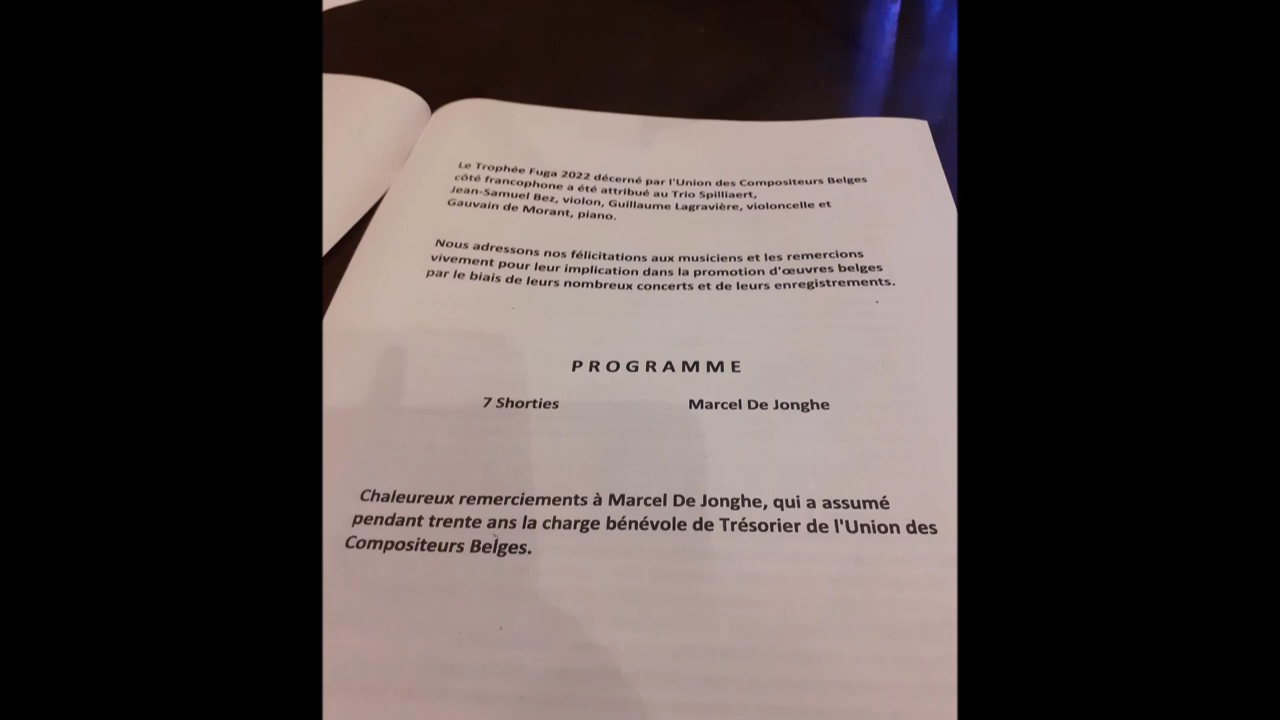 Le Trophée Fuga 2022 décerné par l'Union des Compositeurs Belges
côté francophone a été attribué au Trio Spilliaert,
Jean-Samuel Bez, violon, Guillaume Lagravière, violoncelle et
Gauvain de Morant, piano.
Nous adressons nos félicitations aux musiciens et les remercions
vivement pour leur implication dans la promotion d'œuvres belges
par le biais de leurs nombreux concerts et de leurs enregistrements.
PROGRAMME
7 Shorties Marcel De Jonghe
Chaleureux remerciements à Marcel De Jonghe, qui a assumé
pendant trente ans la charge bénévole de Trésorier de l'Union des
Compositeurs Belges.